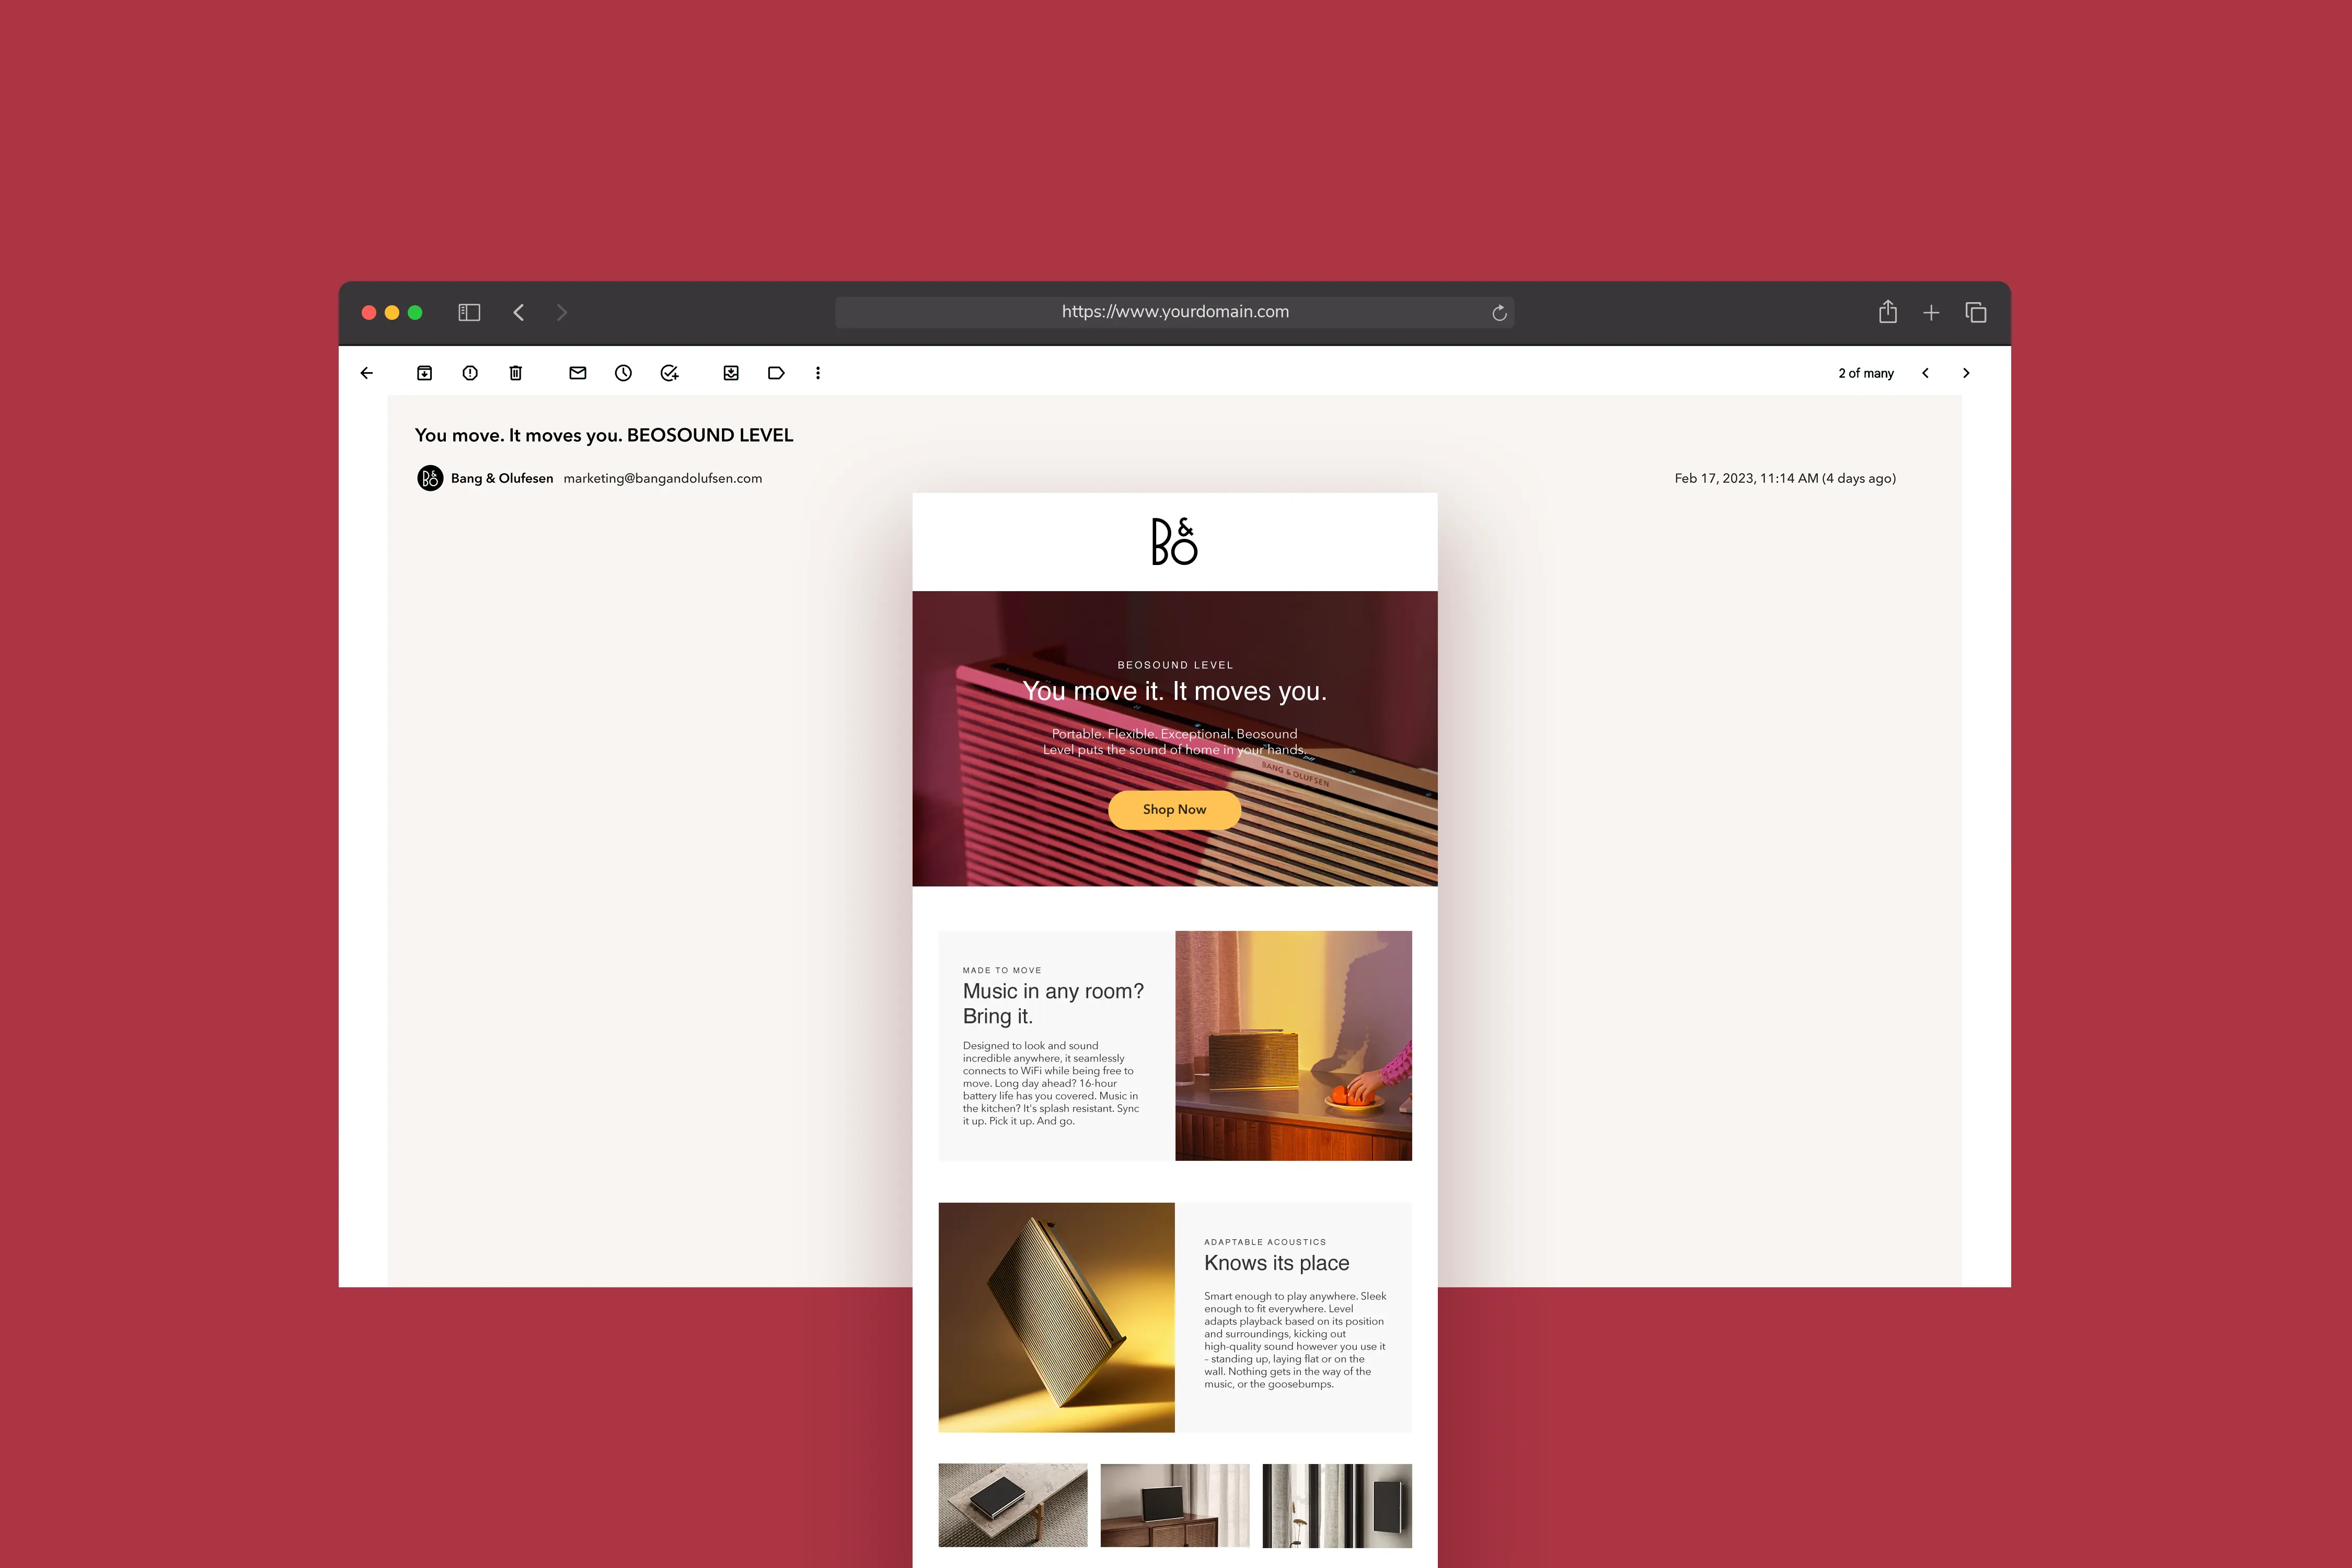 https://www.yourdomain.com
2 of many
You move. It moves you. BEOSOUND LEVEL
B&O Bang & Olufesen marketing@bangandolufsen.com
Feb 17, 2023, 11:14 AM (4 days ago)
B&O
BEOSOUND LEVEL
You move it. It moves you.
Portable. Flexible. Exceptional. Beosound
Level puts the sound of home in your hands.
BANG & OLUFSEN
Shop Now
MADE TO MOVE
Music in any room?
Bring it.
Designed to look and sound
incredible anywhere, it seamlessly
connects to WiFi while being free to
move. Long day ahead? 16-hour
battery life has you covered. Music in
the kitchen? It's splash resistant. Sync
it up. Pick it up. And go.
ADAPTABLE ACOUSTICS
Knows its place
Smart enough to play anywhere. Sleek
enough to fit everywhere. Level
adapts playback based on its position
and surroundings, kicking out
high-quality sound however you use it
– standing up, laying flat or on the
wall. Nothing gets in the way of the
music, or the goosebumps.